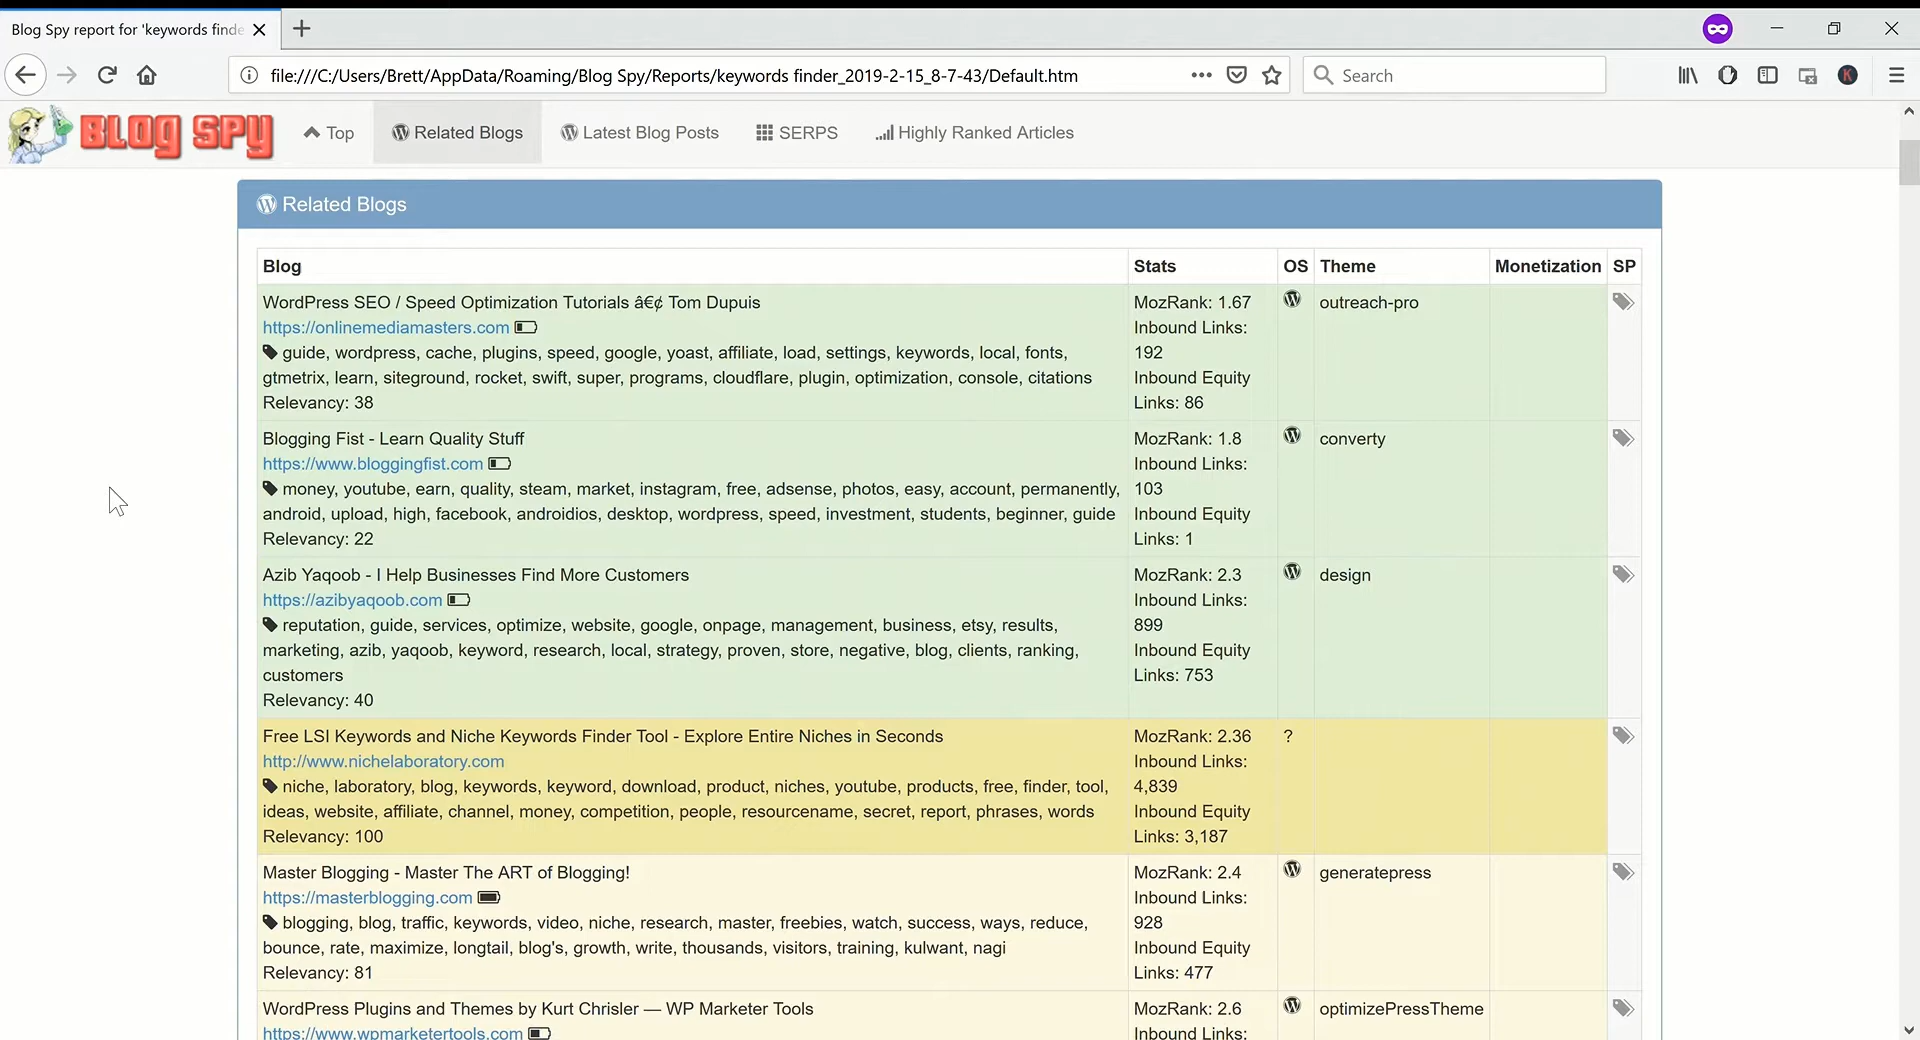 Blog Spy report for 'keywords finde
file:///C:/Users/Brett/AppData/Roaming/Blog Spy/Reports/keywords finder_2019-2-15_8-7-43/Default.htm
Search
K
BLOG SPY
Top
Related Blogs
Latest Blog Posts
SERPS
Highly Ranked Articles
Related Blogs
Blog
Stats
OS
Theme
Monetization
SP
WordPress SEO / Speed Optimization Tutorials â€¢ Tom Dupuis
https://onlinemediamasters.com
guide, wordpress, cache, plugins, speed, google, yoast, affiliate, load, settings, keywords, local, fonts,
gtmetrix, learn, siteground, rocket, swift, super, programs, cloudflare, plugin, optimization, console, citations
Relevancy: 38
MozRank: 1.67
Inbound Links:
192
Inbound Equity
Links: 86
outreach-pro
Blogging Fist - Learn Quality Stuff
https://www.bloggingfist.com
money, youtube, earn, quality, steam, market, instagram, free, adsense, photos, easy, account, permanently,
android, upload, high, facebook, androidios, desktop, wordpress, speed, investment, students, beginner, guide
Relevancy: 22
MozRank: 1.8
Inbound Links:
103
Inbound Equity
Links: 1
converty
Azib Yaqoob - I Help Businesses Find More Customers
https://azibyaqoob.com
reputation, guide, services, optimize, website, google, onpage, management, business, etsy, results,
marketing, azib, yaqoob, keyword, research, local, strategy, proven, store, negative, blog, clients, ranking,
customers
Relevancy: 40
MozRank: 2.3
Inbound Links:
899
Inbound Equity
Links: 753
design
Free LSI Keywords and Niche Keywords Finder Tool - Explore Entire Niches in Seconds
http://www.nichelaboratory.com
niche, laboratory, blog, keywords, keyword, download, product, niches, youtube, products, free, finder, tool,
ideas, website, affiliate, channel, money, competition, people, resourcename, secret, report, phrases, words
Relevancy: 100
MozRank: 2.36
Inbound Links:
4,839
Inbound Equity
Links: 3,187
?
Master Blogging - Master The ART of Blogging!
https://masterblogging.com
blogging, blog, traffic, keywords, video, niche, research, master, freebies, watch, success, ways, reduce,
bounce, rate, maximize, longtail, blog's, growth, write, thousands, visitors, training, kulwant, nagi
Relevancy: 81
MozRank: 2.4
Inbound Links:
928
Inbound Equity
Links: 477
generatepress
WordPress Plugins and Themes by Kurt Chrisler — WP Marketer Tools
https://www.wpmarketertools.com
MozRank: 2.6
Inbound Links:
optimizePressTheme